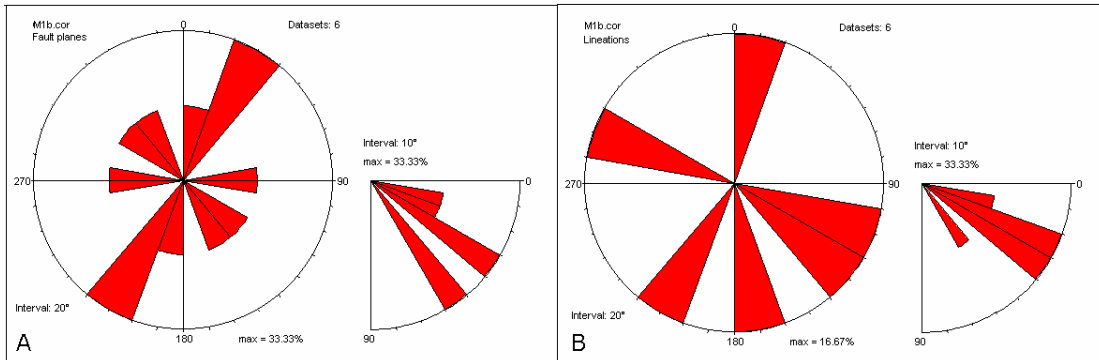 M1b.cor
Fault planes
Datasets: 6
0
270
90
180
Interval: 20°
max = 33.33%
Interval: 10°
max = 33.33%
0
90
A
M1b.cor
Lineations
Datasets: 6
0
270
90
180
Interval: 20°
max = 16.67%
Interval: 10°
max = 33.33%
0
90
B